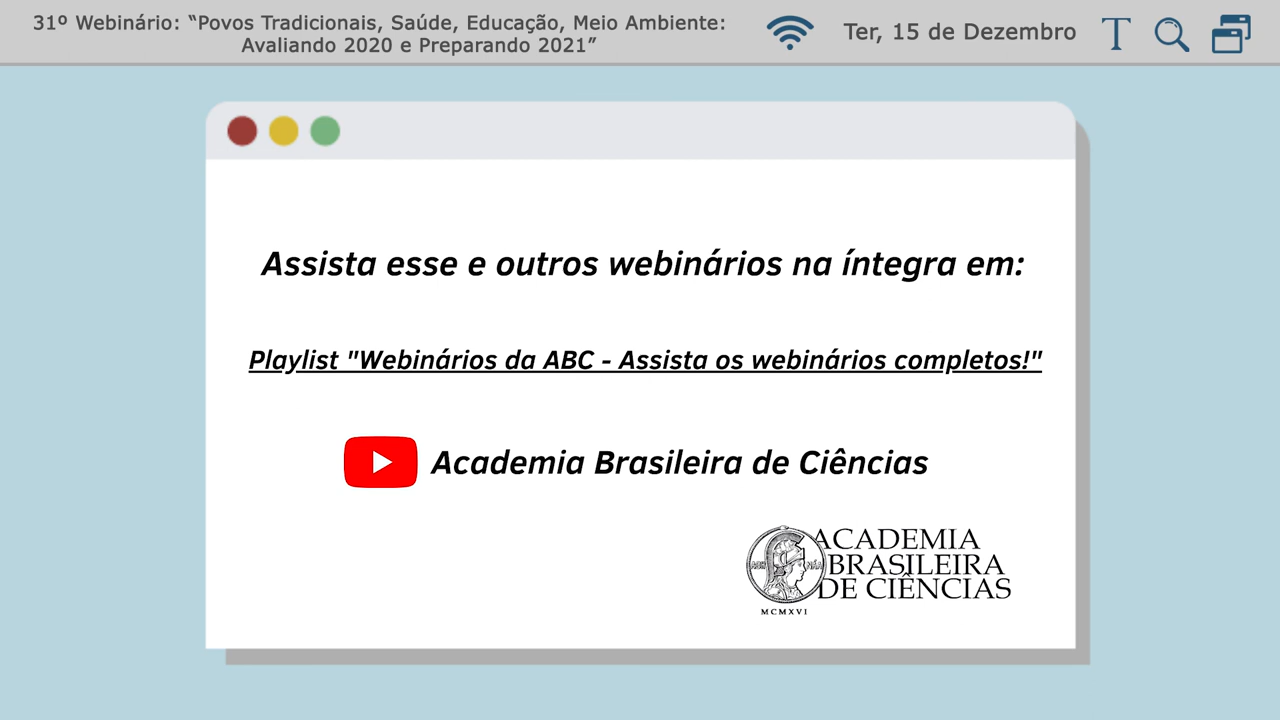 31º Webinário: “Povos Tradicionais, Saúde, Educação, Meio Ambiente:
Avaliando 2020 e Preparando 2021”
Ter, 15 de Dezembro
T
Assista esse e outros webinários na íntegra em:
Playlist "Webinários da ABC - Assista os webinários completos!"
Academia Brasileira de Ciências
ACADEMIA
BRASILEIRA
DE CIÊNCIAS
MCMXVI